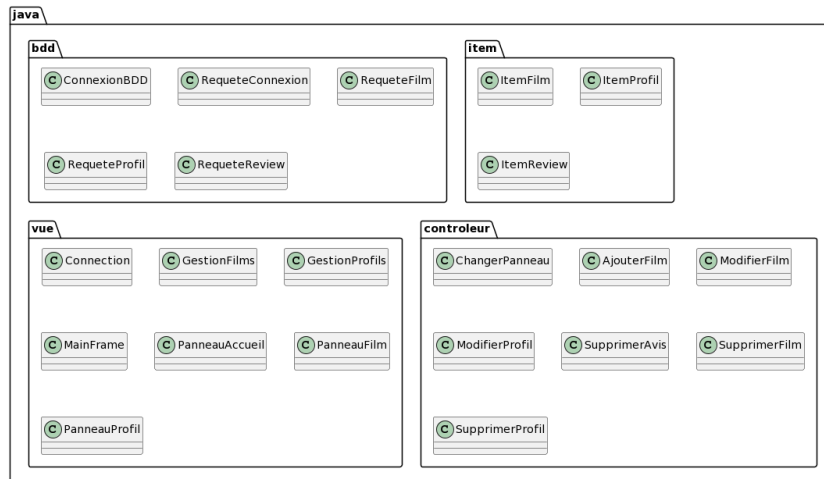 java
bdd
C ConnexionBDD
C RequeteConnexion
C RequeteFilm
C RequeteProfil
C RequeteReview
item
C ItemFilm
C ItemProfil
C ItemReview
vue
C Connection
C GestionFilms
C GestionProfils
C MainFrame
C PanneauAccueil
C PanneauFilm
C PanneauProfil
controleur
C ChangerPanneau
C AjouterFilm
C ModifierFilm
C ModifierProfil
C SupprimerAvis
C SupprimerFilm
C SupprimerProfil